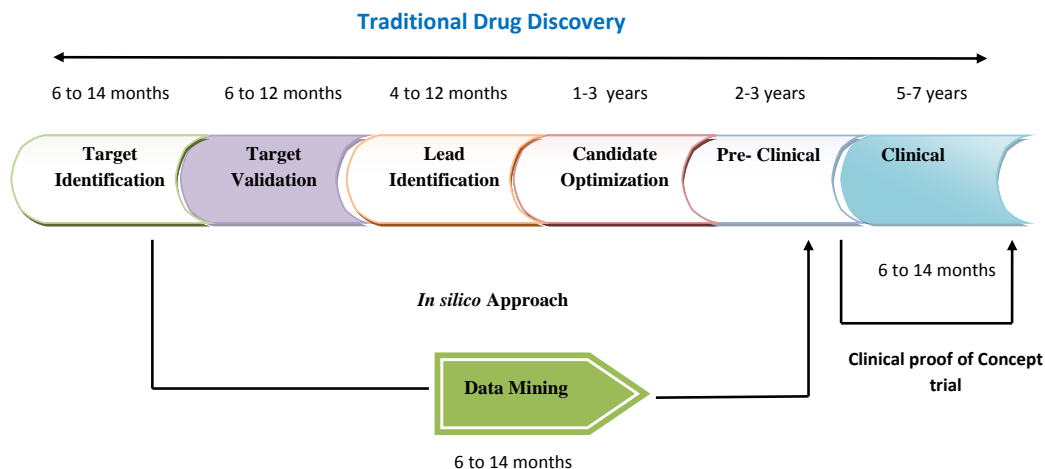 Traditional Drug Discovery
6 to 14 months
6 to 12 months
4 to 12 months
1-3 years
2-3 years
5-7 years
Target
Identification
Target
Validation
Lead
Identification
Candidate
Optimization
Pre- Clinical
Clinical
6 to 14 months
In silico Approach
Clinical proof of Concept
trial
Data Mining
6 to 14 months